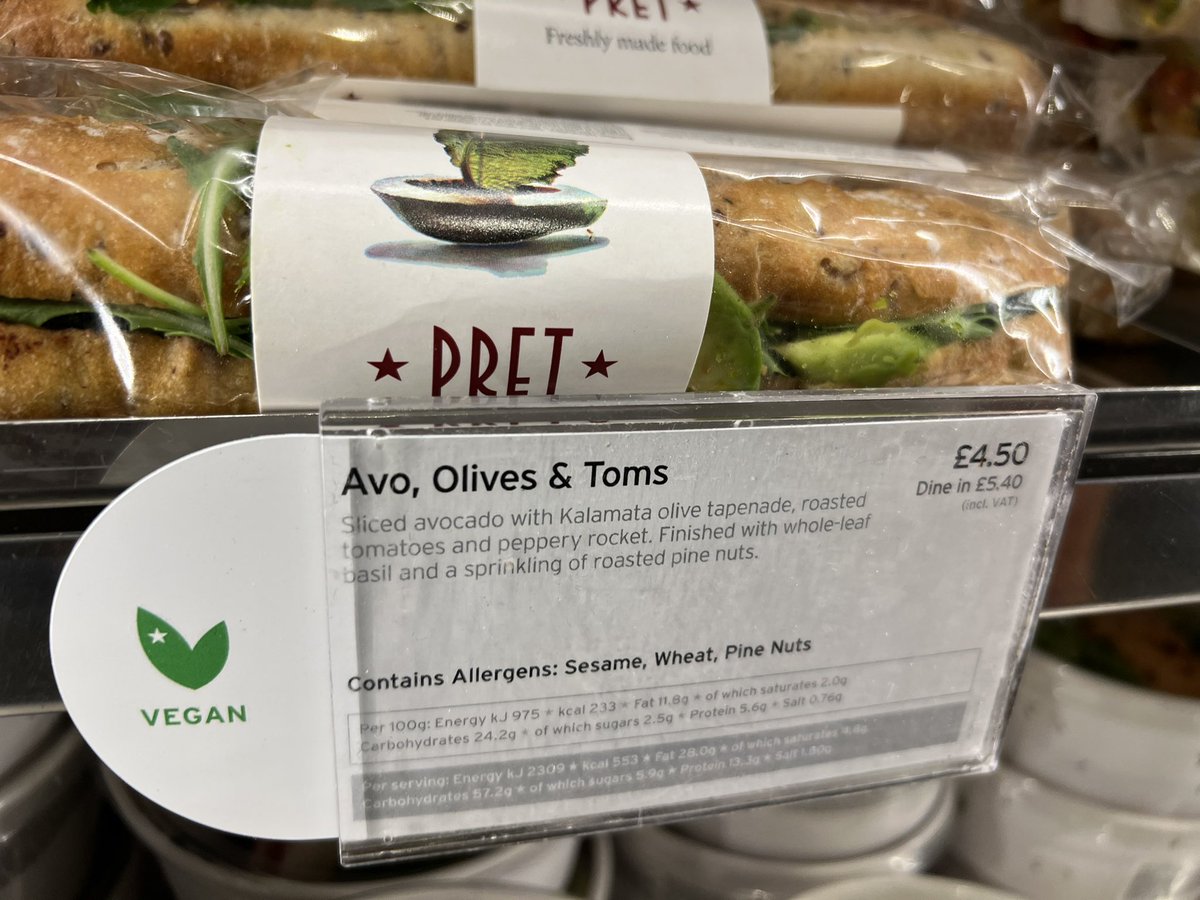 PRET ★
Freshly made food
★ PRET ★
Avo, Olives & Toms
£4.50
Dine in £5.40
(incl. VAT)
Sliced avocado with Kalamata olive tapenade, roasted
tomatoes and peppery rocket. Finished with whole-leaf
basil and a sprinkling of roasted pine nuts.
VEGAN
Contains Allergens: Sesame, Wheat, Pine Nuts
Per 100g: Energy kJ 975 ★ kcal 233 ★ Fat 11.8g ★ of which saturates 2.0g
Carbohydrates 24.2g ★ of which sugars 2.5g ★ Protein 5.6g ★ Salt 0.76g
Per serving: Energy kJ 2309 ★ kcal 553 ★ Fat 28.0g ★ of which saturates
Carbohydrates 57.2g ★ of which sugars 5.9g ★ Protein 13.3g ★ Salt 1.80g